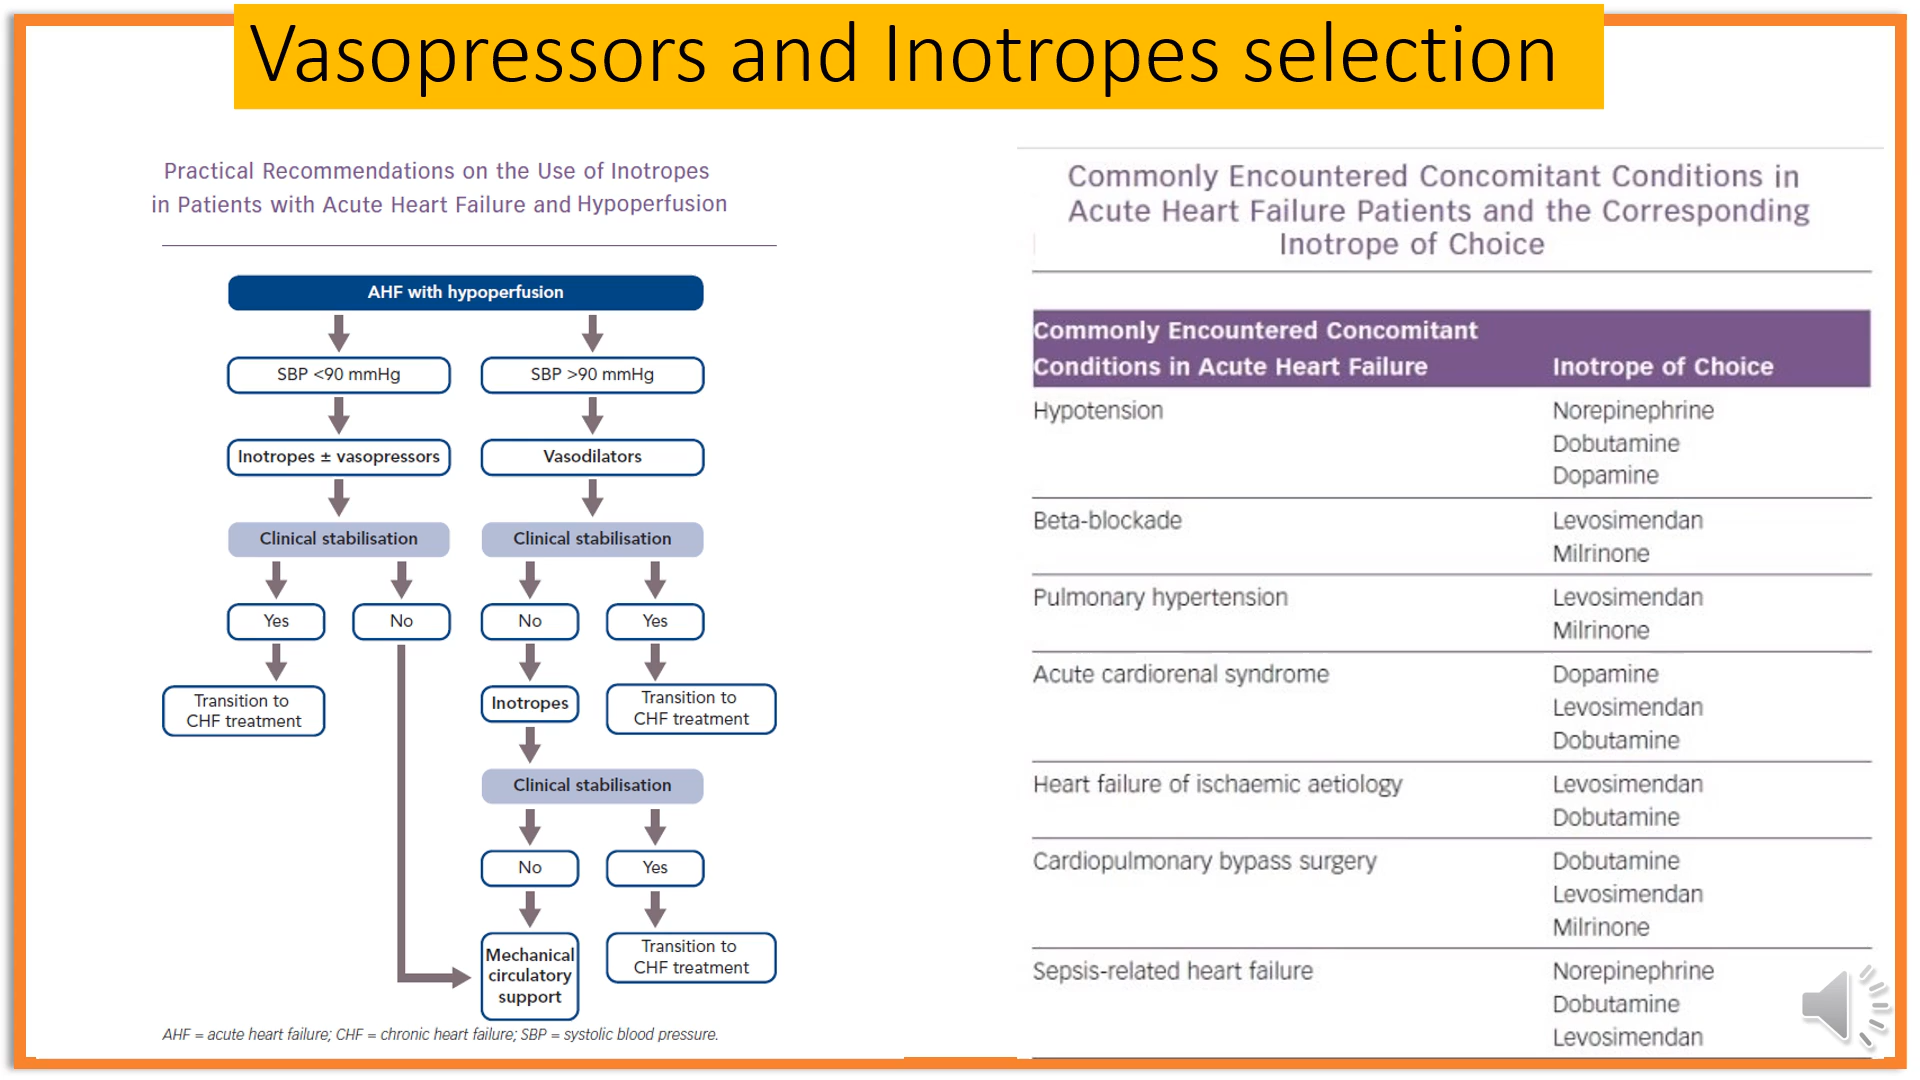 Vasopressors and Inotropes selection
Practical Recommendations on the Use of Inotropes
in Patients with Acute Heart Failure and Hypoperfusion
AHF with hypoperfusion
SBP <90 mmHg
SBP >90 mmHg
Inotropes ± vasopressors
Vasodilators
Clinical stabilisation
Clinical stabilisation
Yes
No
No
Yes
Transition to
CHF treatment
Inotropes
Transition to
CHF treatment
Clinical stabilisation
No
Yes
Mechanical
circulatory
support
Transition to
CHF treatment
AHF = acute heart failure; CHF = chronic heart failure; SBP = systolic blood pressure.
Commonly Encountered Concomitant Conditions in
Acute Heart Failure Patients and the Corresponding
Inotrope of Choice
Commonly Encountered Concomitant
Conditions in Acute Heart Failure Inotrope of Choice
Hypotension Norepinephrine
Dobutamine
Dopamine
Beta-blockade Levosimendan
Milrinone
Pulmonary hypertension Levosimendan
Milrinone
Acute cardiorenal syndrome Dopamine
Levosimendan
Dobutamine
Heart failure of ischaemic aetiology Levosimendan
Dobutamine
Cardiopulmonary bypass surgery Dobutamine
Levosimendan
Milrinone
Sepsis-related heart failure Norepinephrine
Dobutamine
Levosimendan